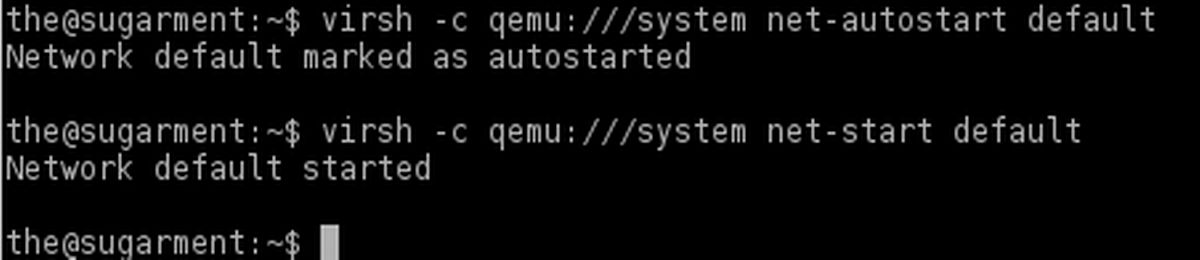 the@sugarment:~$ virsh -c qemu:///system net-autostart default
Network default marked as autostarted
the@sugarment:~$ virsh -c qemu:///system net-start default
Network default started
the@sugarment:~$